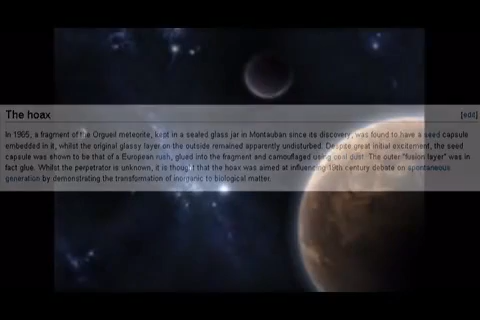 The hoax [edit]
In 1965, a fragment of the Orgueil meteorite, kept in a sealed glass jar in Montauban since its discovery, was found to have a seed capsule
embedded in it, whilst the original glassy layer on the outside remained apparently undisturbed. Despite great initial excitement, the seed
capsule was shown to be that of a European rush, glued into the fragment and camouflaged using coal dust. The outer "fusion layer" was in
fact glue. Whilst the perpetrator is unknown, it is thought that the hoax was aimed at influencing 19th century debate on spontaneous
generation by demonstrating the transformation of inorganic to biological matter.